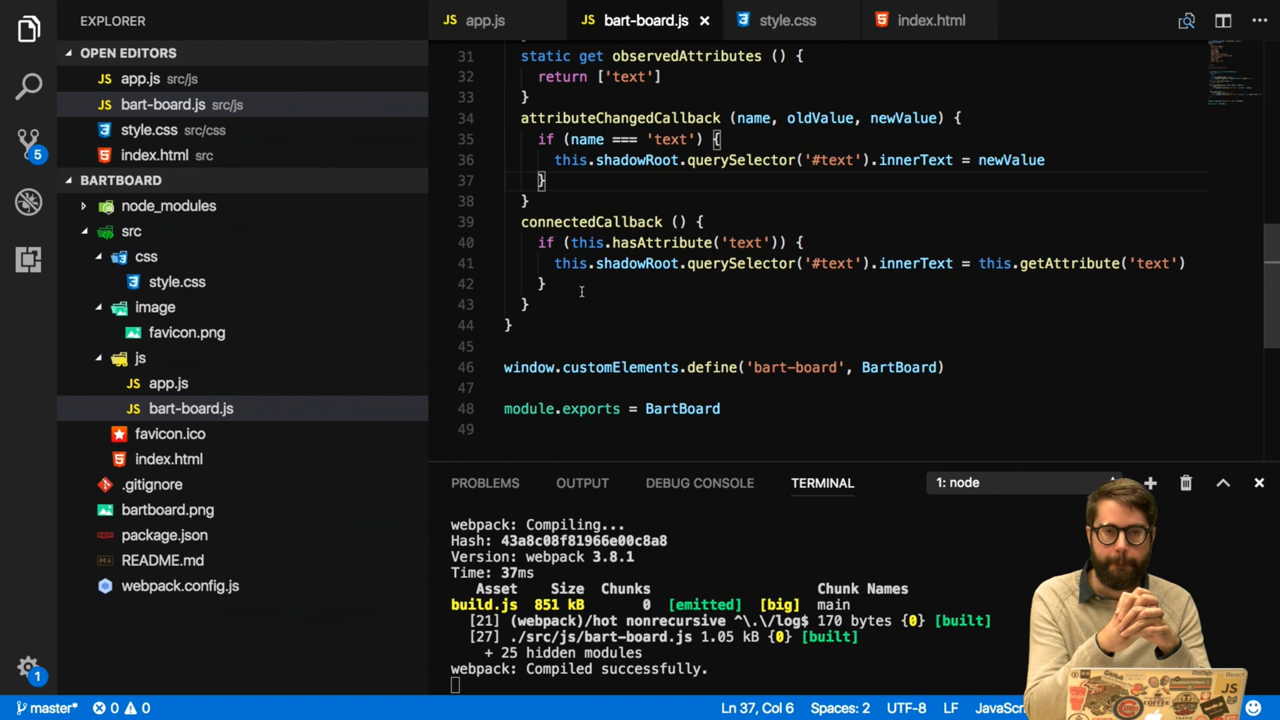 EXPLORER
OPEN EDITORS
app.js src/js
bart-board.js src/js
style.css src/css
index.html src
BARTBOARD
node_modules
src
css
style.css
image
favicon.png
js
app.js
bart-board.js
favicon.ico
index.html
.gitignore
bartboard.png
package.json
README.md
webpack.config.js
5
1
JS app.js
JS bart-board.js
style.css
index.html
31 static get observedAttributes () {
32 return ['text']
33 }
34 attributeChangedCallback (name, oldValue, newValue) {
35 if (name === 'text') {
36 this.shadowRoot.querySelector('#text').innerText = newValue
37 }
38 }
39 connectedCallback () {
40 if (this.hasAttribute('text')) {
41 this.shadowRoot.querySelector('#text').innerText = this.getAttribute('text')
42 }
43 }
44 }
45
46 window.customElements.define('bart-board', BartBoard)
47
48 module.exports = BartBoard
49
PROBLEMS OUTPUT DEBUG CONSOLE TERMINAL 1: node
webpack: Compiling...
Hash: 43a8c08f81966e00c8a8
Version: webpack 3.8.1
Time: 37ms
Asset Size Chunks Chunk Names
build.js 851 kB 0 [emitted] [big] main
[21] (webpack)/hot nonrecursive ^\.\/log$ 170 bytes {0} [built]
[27] ./src/js/bart-board.js 1.05 kB {0} [built]
+ 25 hidden modules
webpack: Compiled successfully.
master* 0 0 Ln 37, Col 6 Spaces: 2 UTF-8 LF